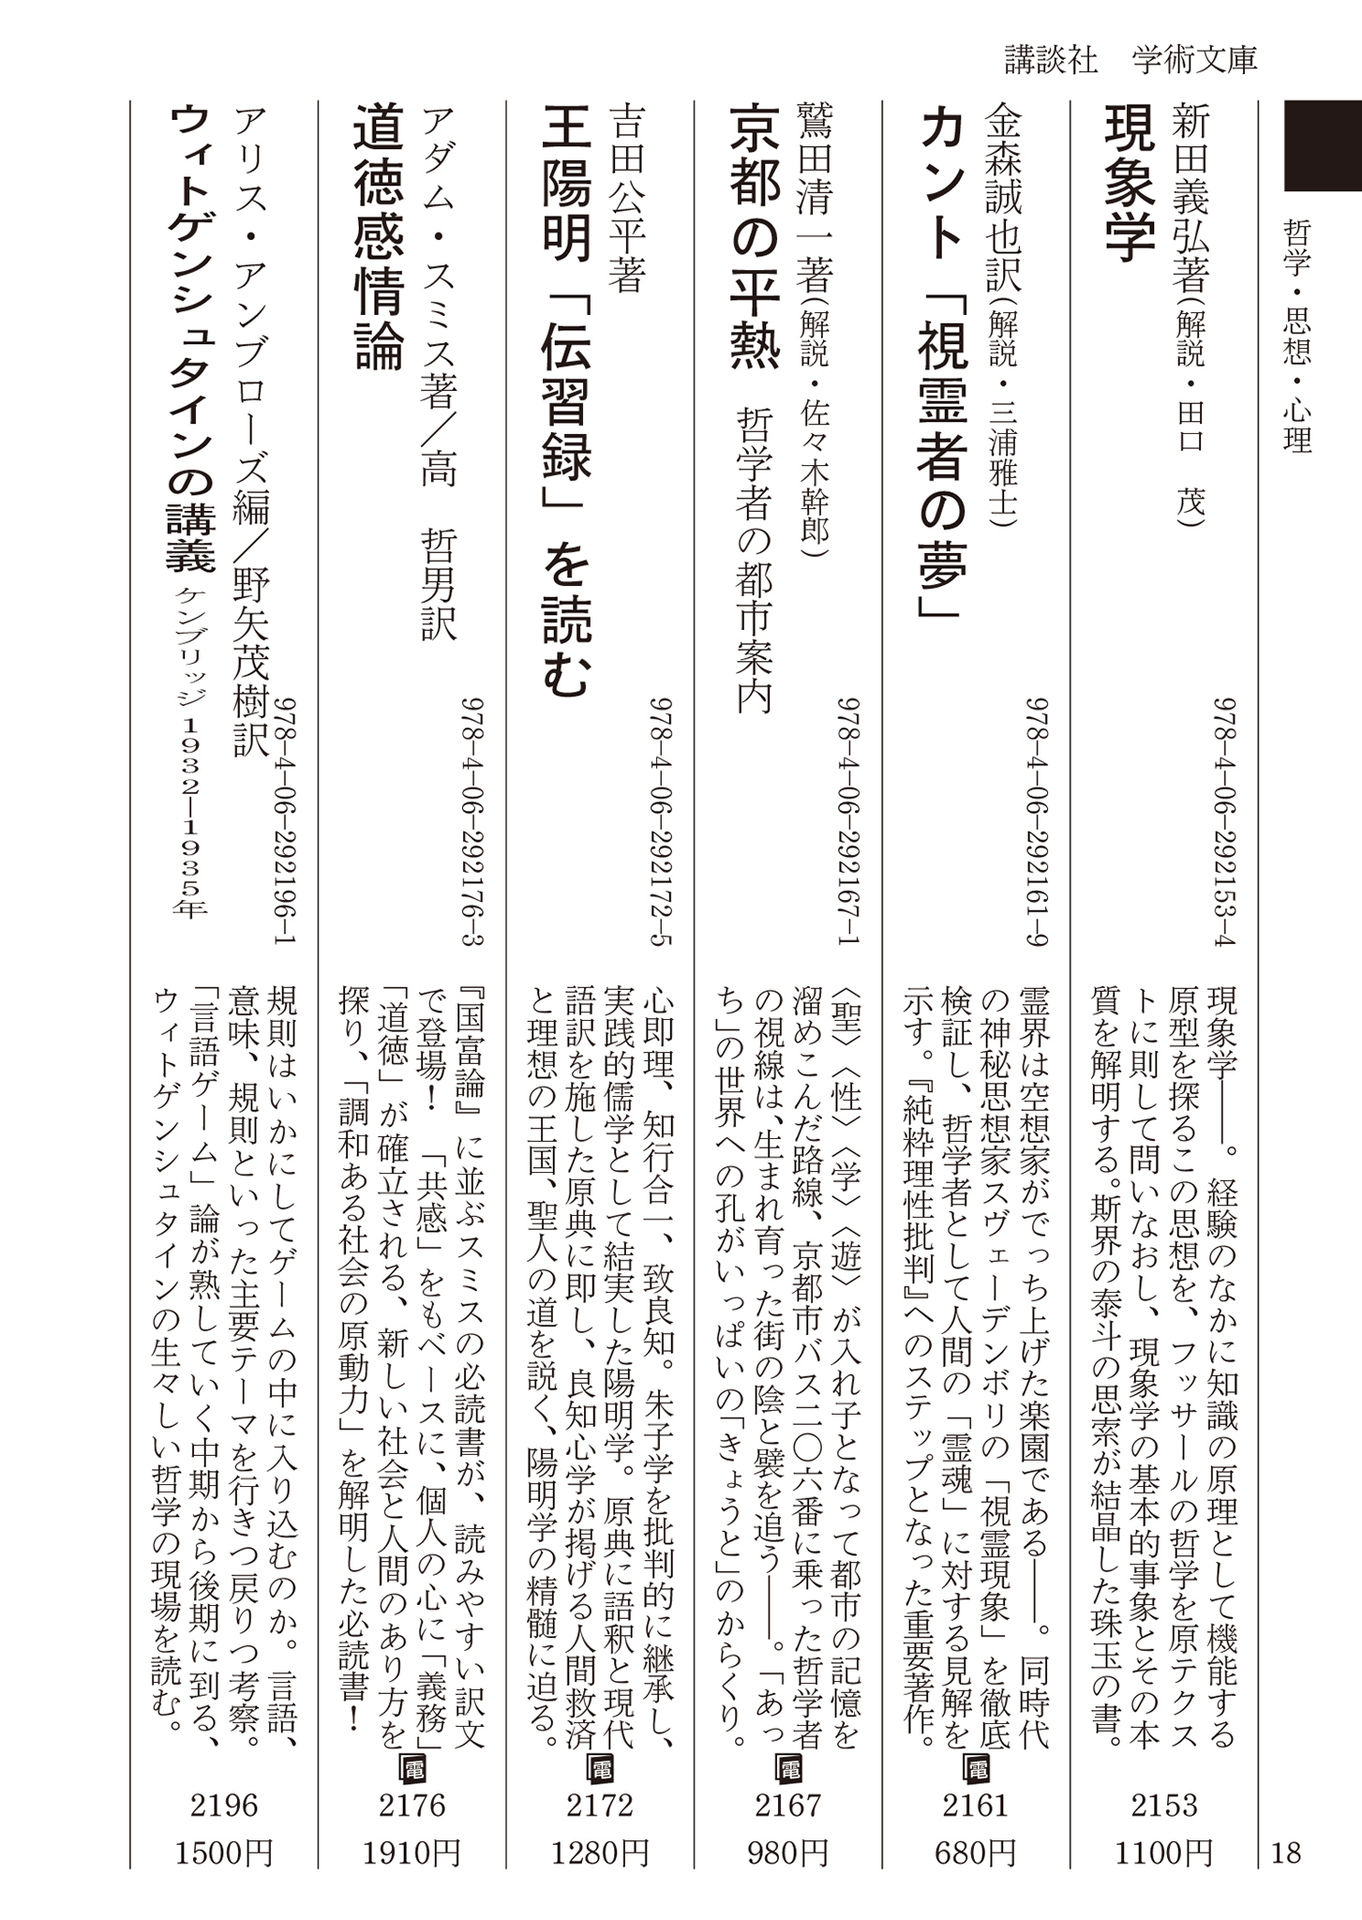 講談社　学術文庫
哲学・思想・心理
新田義弘著(解説・田口　茂)
現象学
978-4-06-292153-4
現象学――。経験のなかに知識の原理として機能する
原型を探るこの思想を、フッサールの哲学を原テクス
トに則して問いなおし、現象学の基本的事象とその本
質を解明する。斯界の泰斗の思索が結晶した珠玉の書。
2153
1100円
金森誠也訳(解説・三浦雅士)
カント「視霊者の夢」
978-4-06-292161-9
霊界は空想家がでっち上げた楽園である――。同時代
の神秘思想家スヴェーデンボリの「視霊現象」を徹底
検証し、哲学者として人間の「霊魂」に対する見解を
示す。『純粋理性批判』へのステップとなった重要著作。
電
2161
680円
鷲田清一著(解説・佐々木幹郎)
京都の平熱　哲学者の都市案内
978-4-06-292167-1
〈聖〉〈性〉〈学〉〈遊〉が入れ子となって都市の記憶を
溜めこんだ路線、京都市バス二〇六番に乗った哲学者
の視線は、生まれ育った街の陰と襞を追う――。「あっ
ち」の世界への孔がいっぱいの「きょうと」のからくり。
電
2167
980円
吉田公平著
王陽明「伝習録」を読む
978-4-06-292172-5
心即理、知行合一、致良知。朱子学を批判的に継承し、
実践的儒学として結実した陽明学。原典に語釈と現代
語訳を施した原典に即し、良知心学が掲げる人間救済
と理想の王国、聖人の道を説く、陽明学の精髄に迫る。
電
2172
1280円
アダム・スミス著／高　哲男訳
道徳感情論
978-4-06-292176-3
『国富論』に並ぶスミスの必読書が、読みやすい訳文
で登場！「共感」をもベースに、個人の心に「義務」
「道徳」が確立される、新しい社会と人間のあり方を
探り、「調和ある社会の原動力」を解明した必読書！
電
2176
1910円
アリス・アンブローズ編／野矢茂樹訳
ウィトゲンシュタインの講義　ケンブリッジ1932－1935年
978-4-06-292196-1
規則はいかにしてゲームの中に入り込むのか。言語、
意味、規則といった主要テーマを行きつ戻りつ考察。
「言語ゲーム」論が熟していく中期から後期に到る、
ウィトゲンシュタインの生々しい哲学の現場を読む。
2196
1500円
18